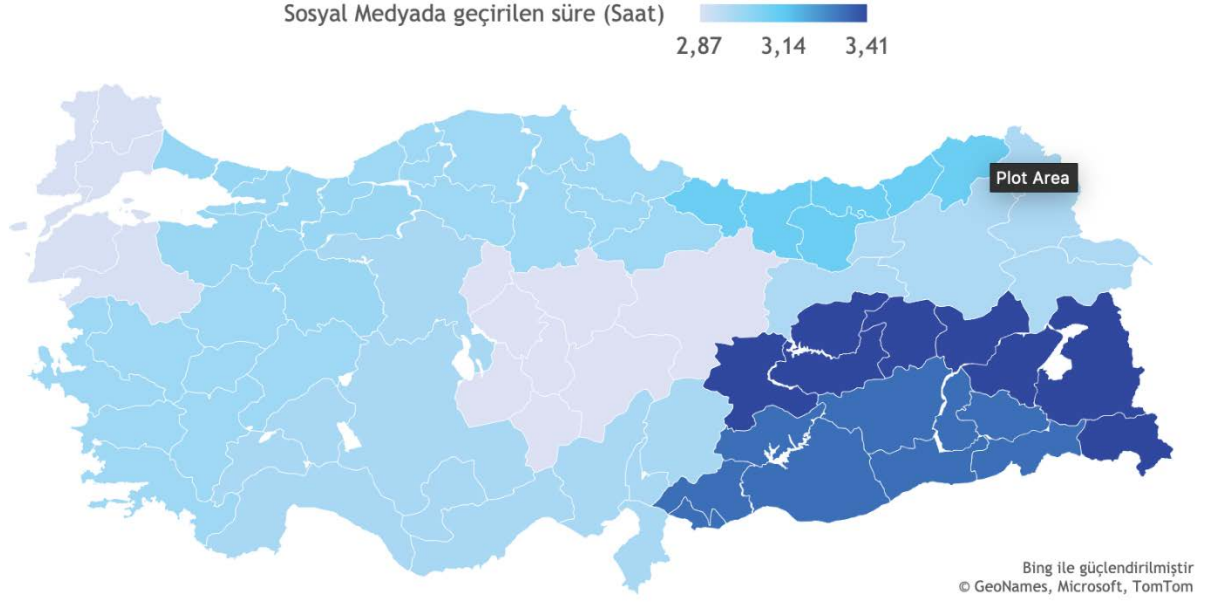 Sosyal Medyada geçirilen süre (Saat)
2,87 3,14 3,41
Plot Area
Bing ile güçlendirilmiştir
© GeoNames, Microsoft, TomTom